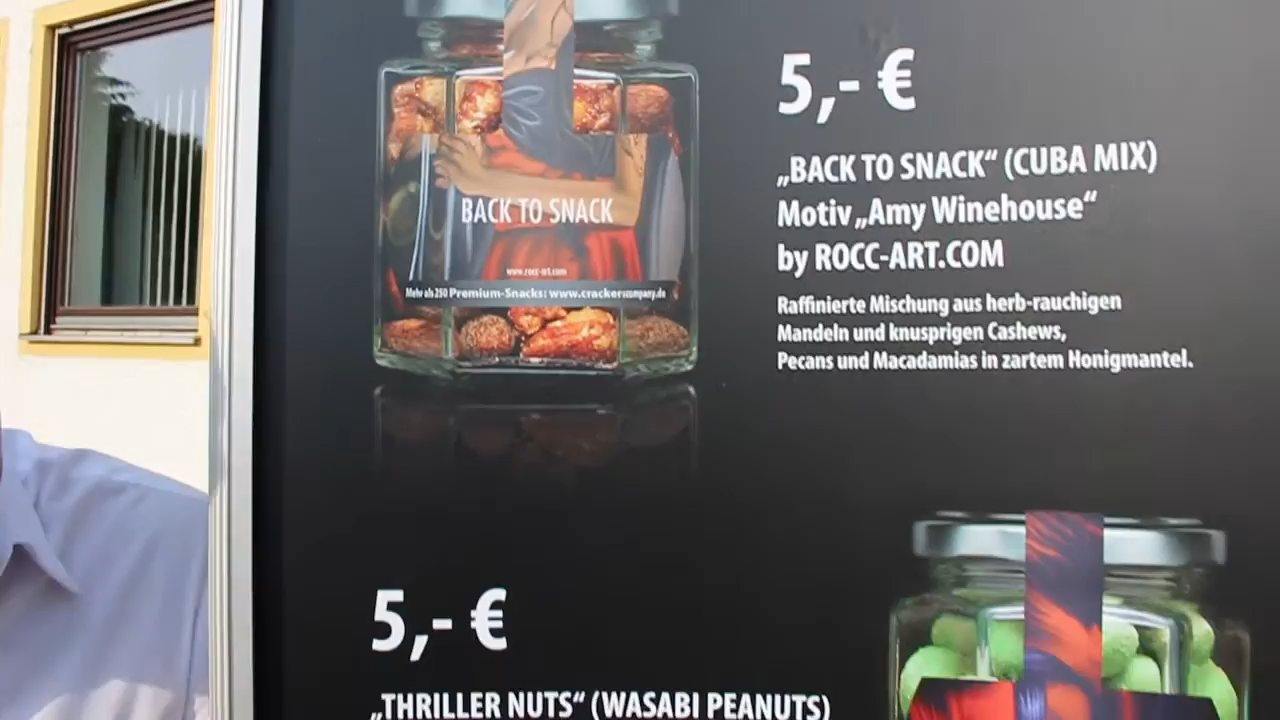 5,- €
„BACK TO SNACK“ (CUBA MIX)
Motiv „Amy Winehouse“
by ROCC-ART.COM
Raffinierte Mischung aus herb-rauchigen
Mandeln und knusprigen Cashews,
Pecans und Macadamias in zartem Honigmantel.
BACK TO SNACK
www.rocc-art.com
Mehr als 250 Premium-Snacks: www.crackerscompany.de
5,- €
„THRILLER NUTS“ (WASABI PEANUTS)